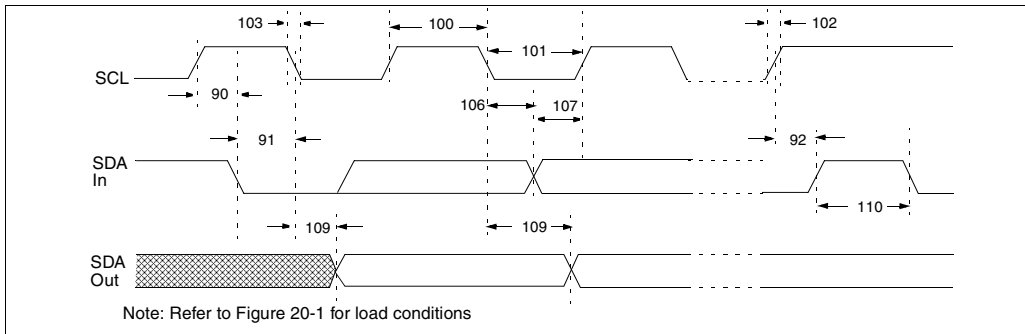 103
100
102
101
SCL
90
106
107
91
92
SDA
In
110
109
109
SDA
Out
Note: Refer to Figure 20-1 for load conditions